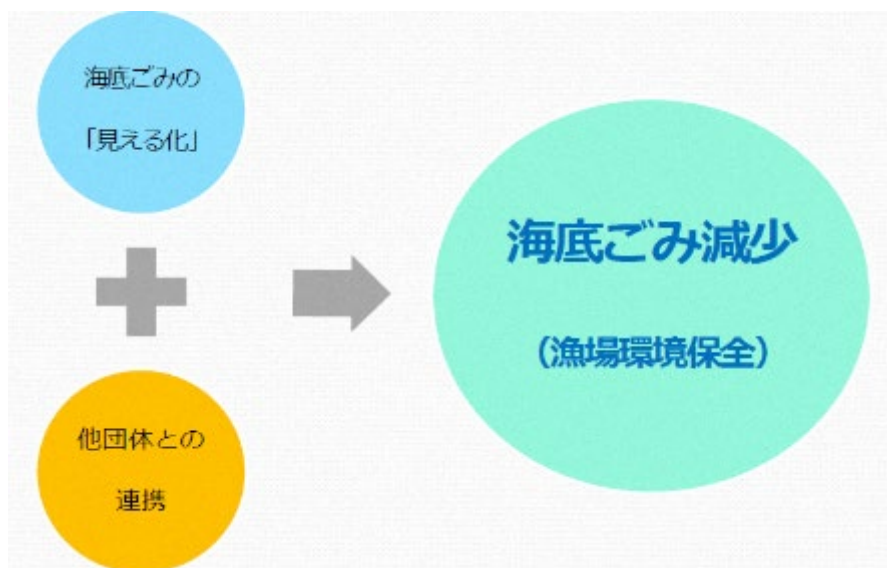 海底ごみの
「見える化」
他団体との
連携
海底ごみ減少
（漁場環境保全）